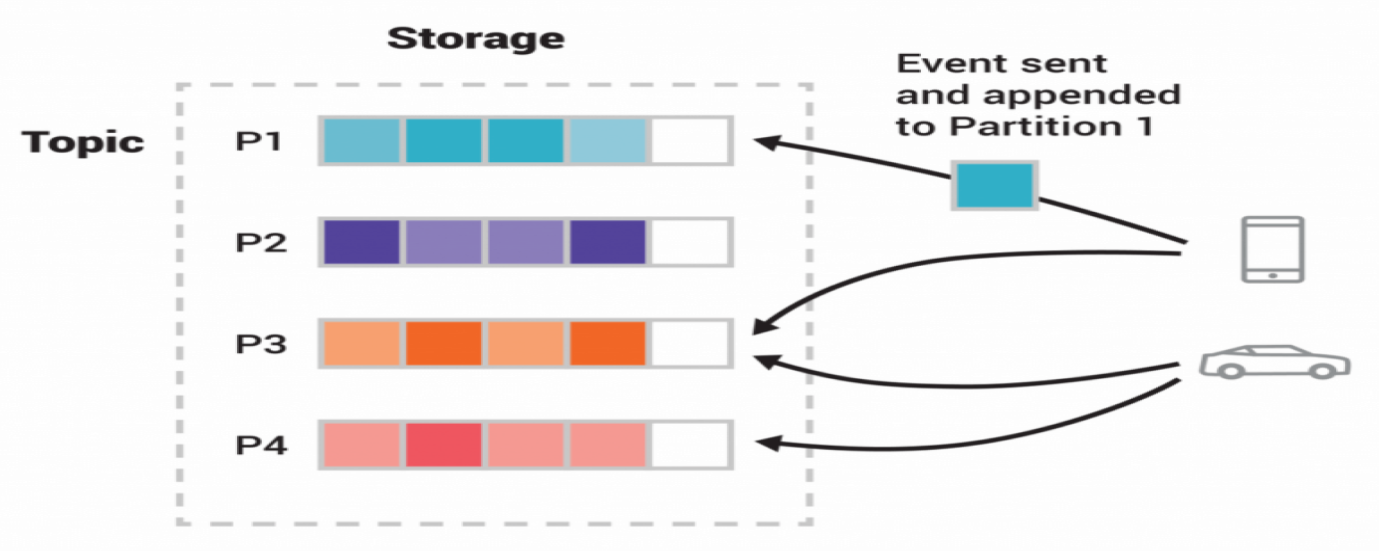 Storage
Event sent
and appended
to Partition 1
Topic
P1
P2
P3
P4